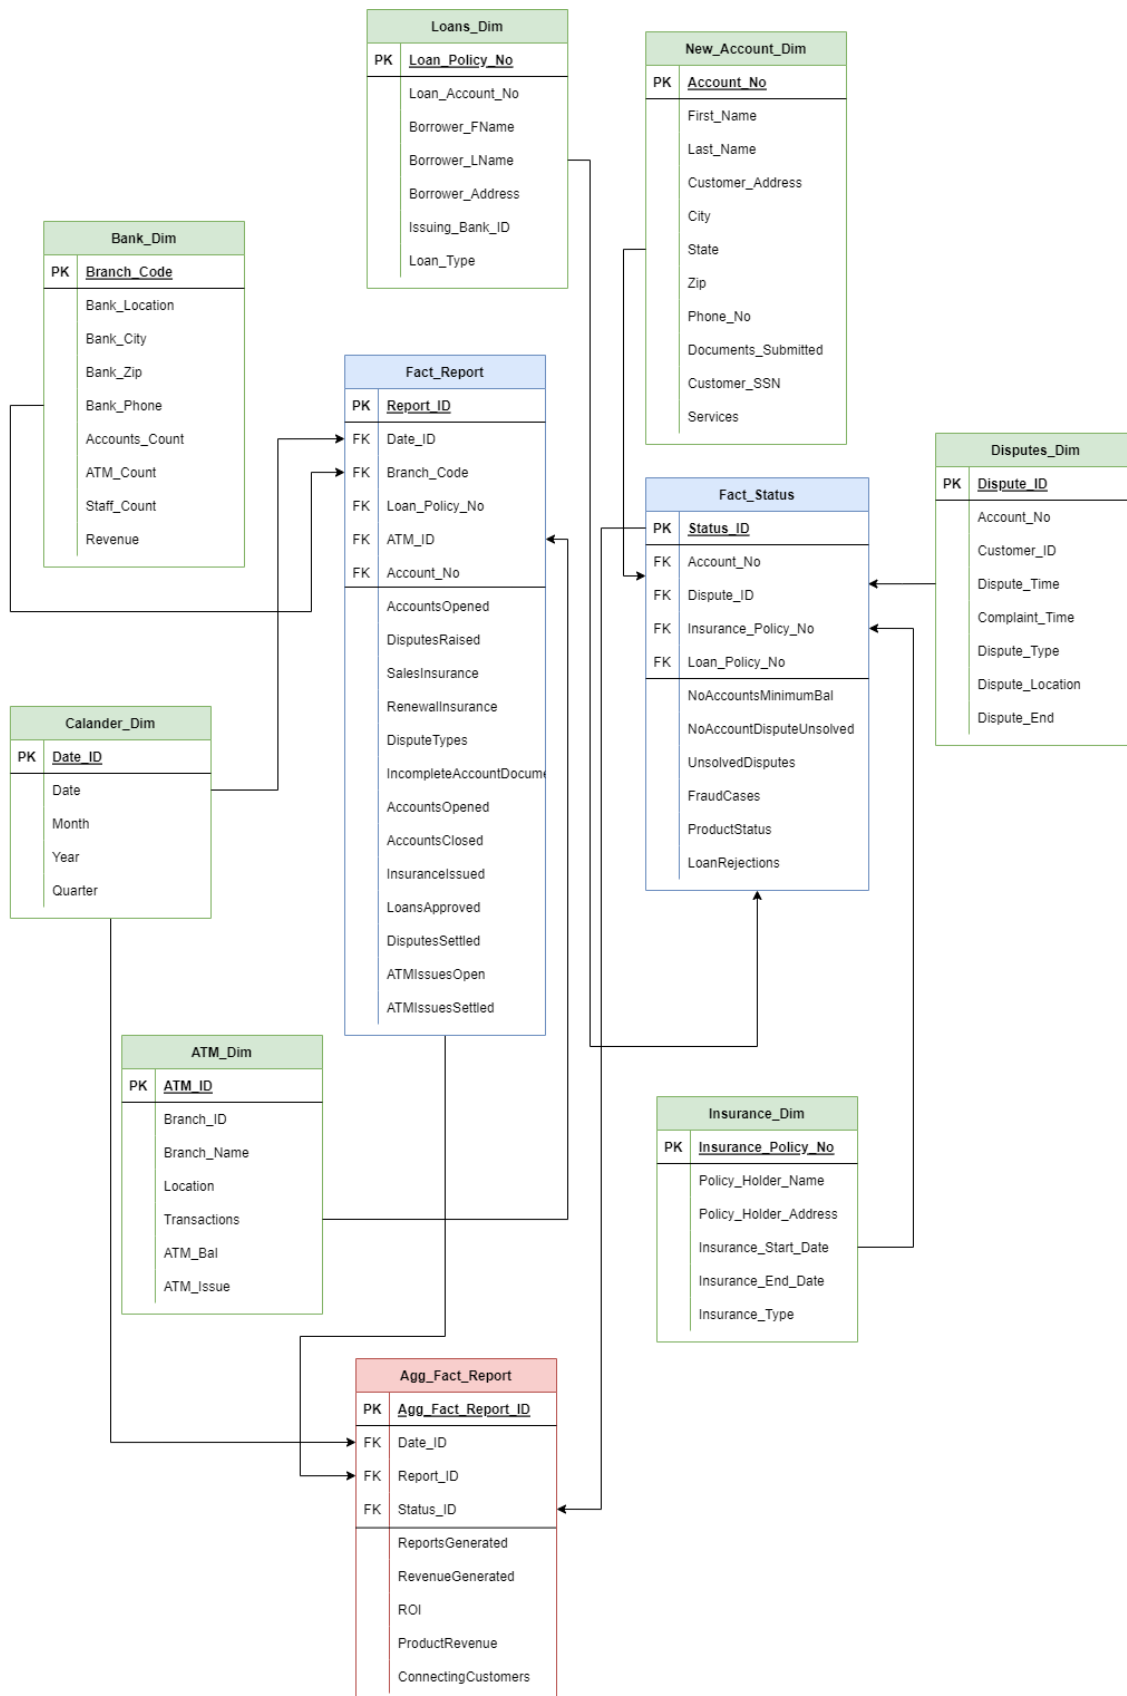 Loans_Dim
PK Loan_Policy_No
Loan_Account_No
Borrower_FName
Borrower_LName
Borrower_Address
Issuing_Bank_ID
Loan_Type
New_Account_Dim
PK Account_No
First_Name
Last_Name
Customer_Address
City
State
Zip
Phone_No
Documents_Submitted
Customer_SSN
Services
Bank_Dim
PK Branch_Code
Bank_Location
Bank_City
Bank_Zip
Bank_Phone
Accounts_Count
ATM_Count
Staff_Count
Revenue
Fact_Report
PK Report_ID
FK Date_ID
FK Branch_Code
FK Loan_Policy_No
FK ATM_ID
FK Account_No
AccountsOpened
DisputesRaised
SalesInsurance
RenewalInsurance
DisputeTypes
IncompleteAccountDocume
AccountsOpened
AccountsClosed
InsuranceIssued
LoansApproved
DisputesSettled
ATMIssuesOpen
ATMIssuesSettled
Disputes_Dim
PK Dispute_ID
Account_No
Customer_ID
Dispute_Time
Complaint_Time
Dispute_Type
Dispute_Location
Dispute_End
Fact_Status
PK Status_ID
FK Account_No
FK Dispute_ID
FK Insurance_Policy_No
FK Loan_Policy_No
NoAccountsMinimumBal
NoAccountDisputeUnsolved
UnsolvedDisputes
FraudCases
ProductStatus
LoanRejections
Calander_Dim
PK Date_ID
Date
Month
Year
Quarter
ATM_Dim
PK ATM_ID
Branch_ID
Branch_Name
Location
Transactions
ATM_Bal
ATM_Issue
Insurance_Dim
PK Insurance_Policy_No
Policy_Holder_Name
Policy_Holder_Address
Insurance_Start_Date
Insurance_End_Date
Insurance_Type
Agg_Fact_Report
PK Agg_Fact_Report_ID
FK Date_ID
FK Report_ID
FK Status_ID
ReportsGenerated
RevenueGenerated
ROI
ProductRevenue
ConnectingCustomers